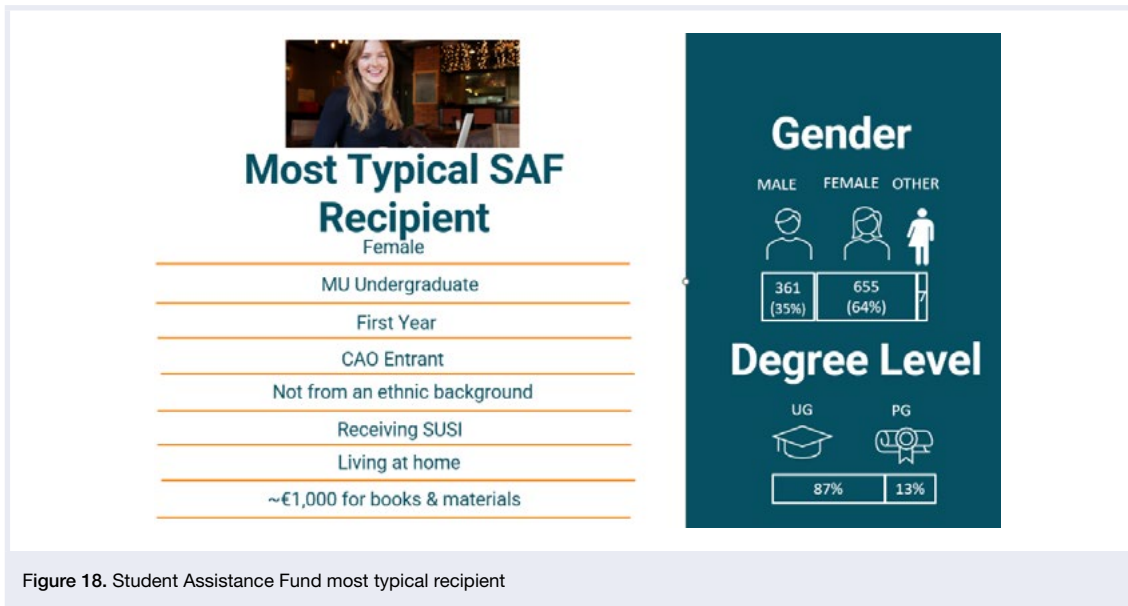 Most Typical SAF
Recipient
Female
MU Undergraduate
First Year
CAO Entrant
Not from an ethnic background
Receiving SUSI
Living at home
~€1,000 for books & materials
Gender
MALE FEMALE OTHER
361 655 7
(35%) (64%)
Degree Level
UG PG
87% 13%
Figure 18. Student Assistance Fund most typical recipient